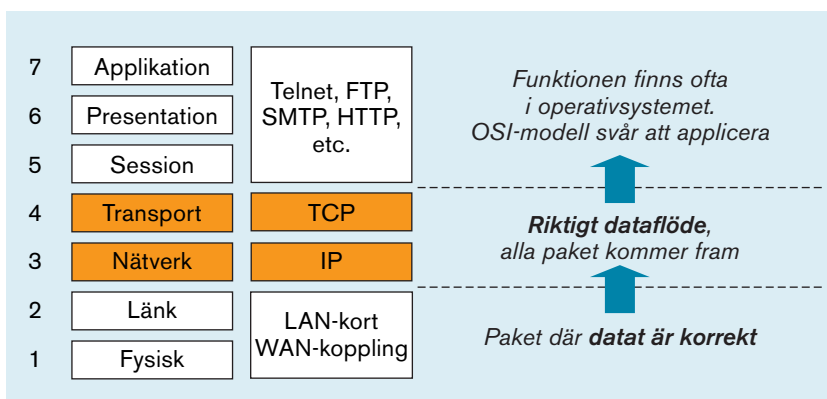 7 Applikation
6 Presentation
5 Session
4 Transport
3 Nätverk
2 Länk
1 Fysisk
Telnet, FTP,
SMTP, HTTP,
etc.
TCP
IP
LAN-kort
WAN-koppling
Funktionen finns ofta
i operativsystemet.
OSI-modell svår att applicera
Riktigt dataflöde,
alla paket kommer fram
Paket där datat är korrekt